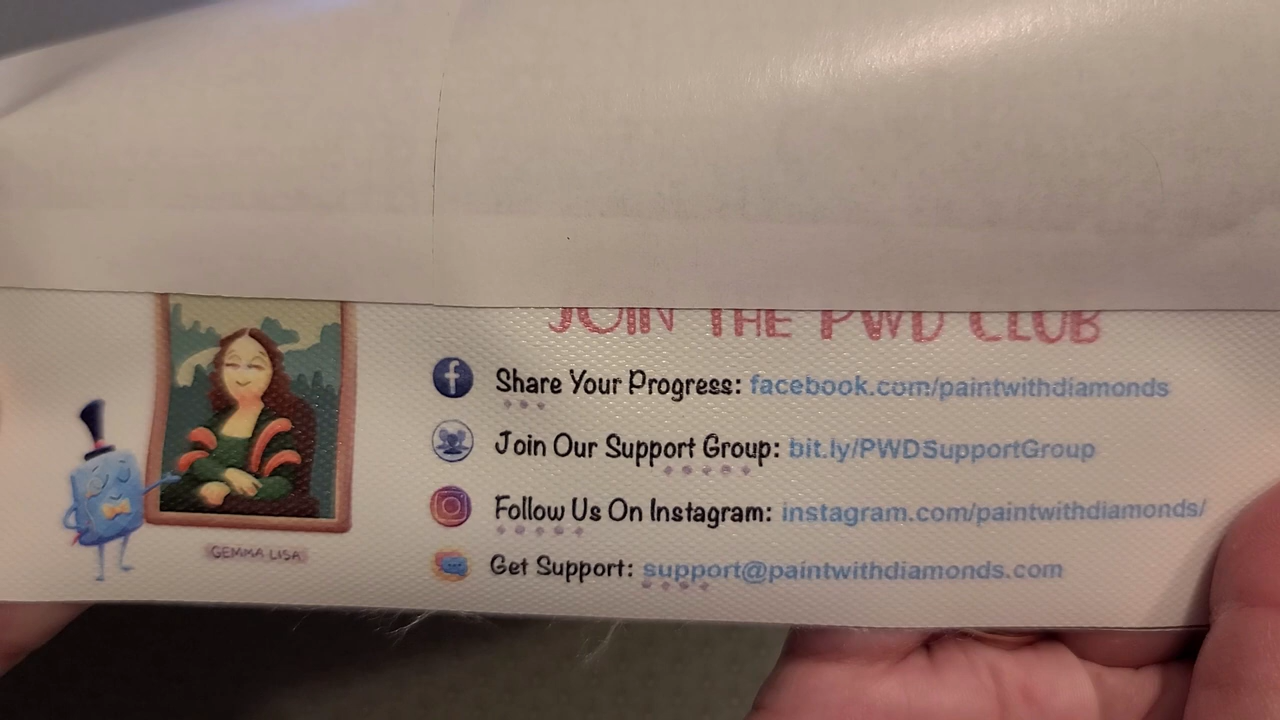 JOIN THE PWD CLUB
Share Your Progress: facebook.com/paintwithdiamonds
Join Our Support Group: bit.ly/PWDSupportGroup
Follow Us On Instagram: instagram.com/paintwithdiamonds/
Get Support: support@paintwithdiamonds.com
GEMMA LISA